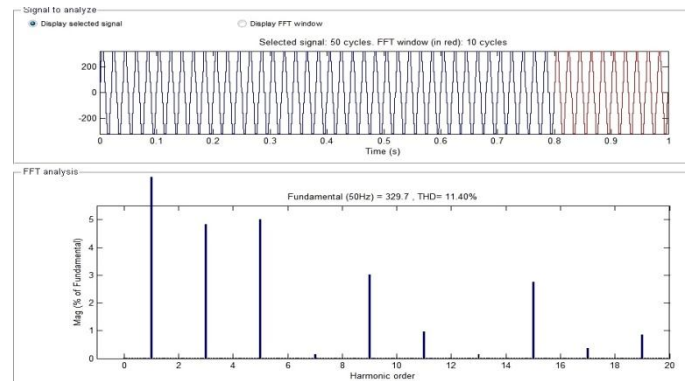 Signal to analyze
Display selected signal
Display FFT window
Selected signal: 50 cycles. FFT window (in red): 10 cycles
200
0
-200
0 0.1 0.2 0.3 0.4 0.5 0.6 0.7 0.8 0.9 1
Time (s)
FFT analysis
Fundamental (50Hz) = 329.7 , THD= 11.40%
Mag (% of Fundamental)
5
4
3
2
1
0
0 2 4 6 8 10 12 14 16 18 20
Harmonic order